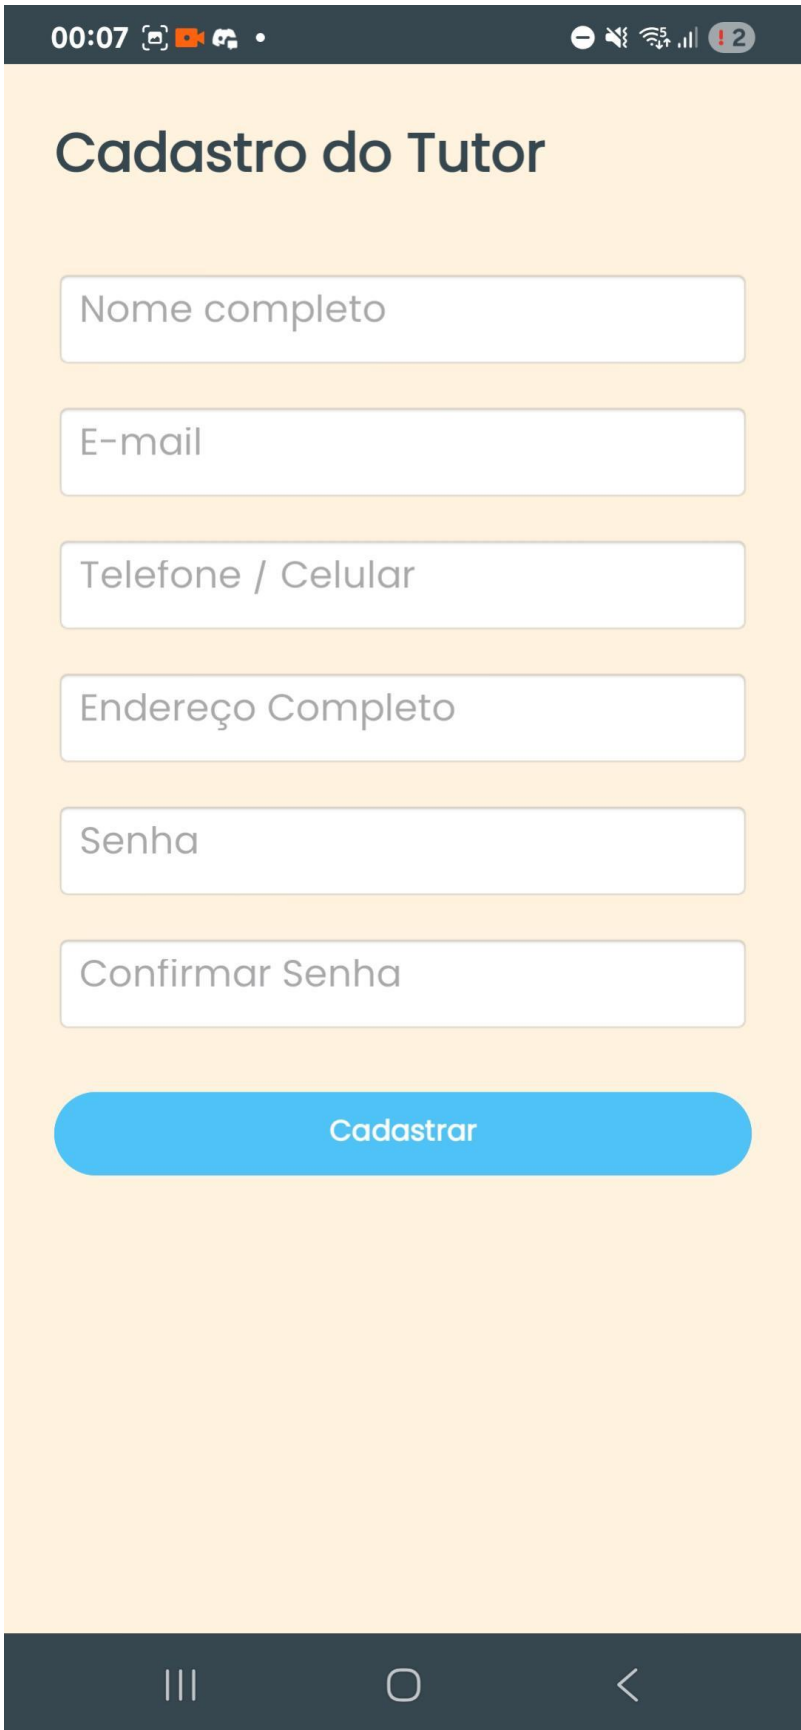 00:07
2
Cadastro do Tutor
Nome completo
E-mail
Telefone / Celular
Endereço Completo
Senha
Confirmar Senha
Cadastrar